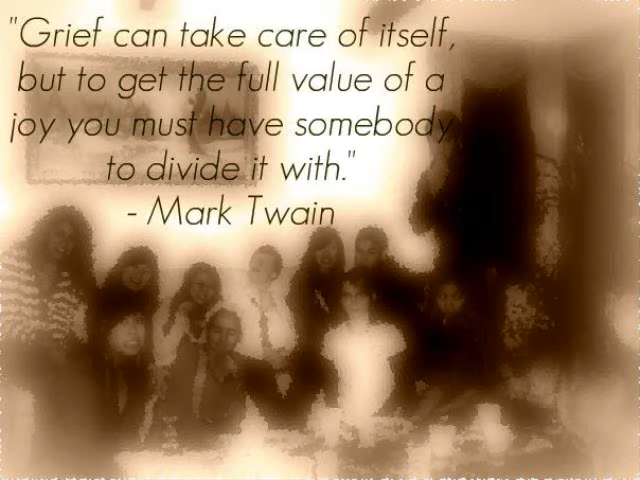 "Grief can take care of itself,
but to get the full value of a
joy you must have somebody
to divide it with."
- Mark Twain